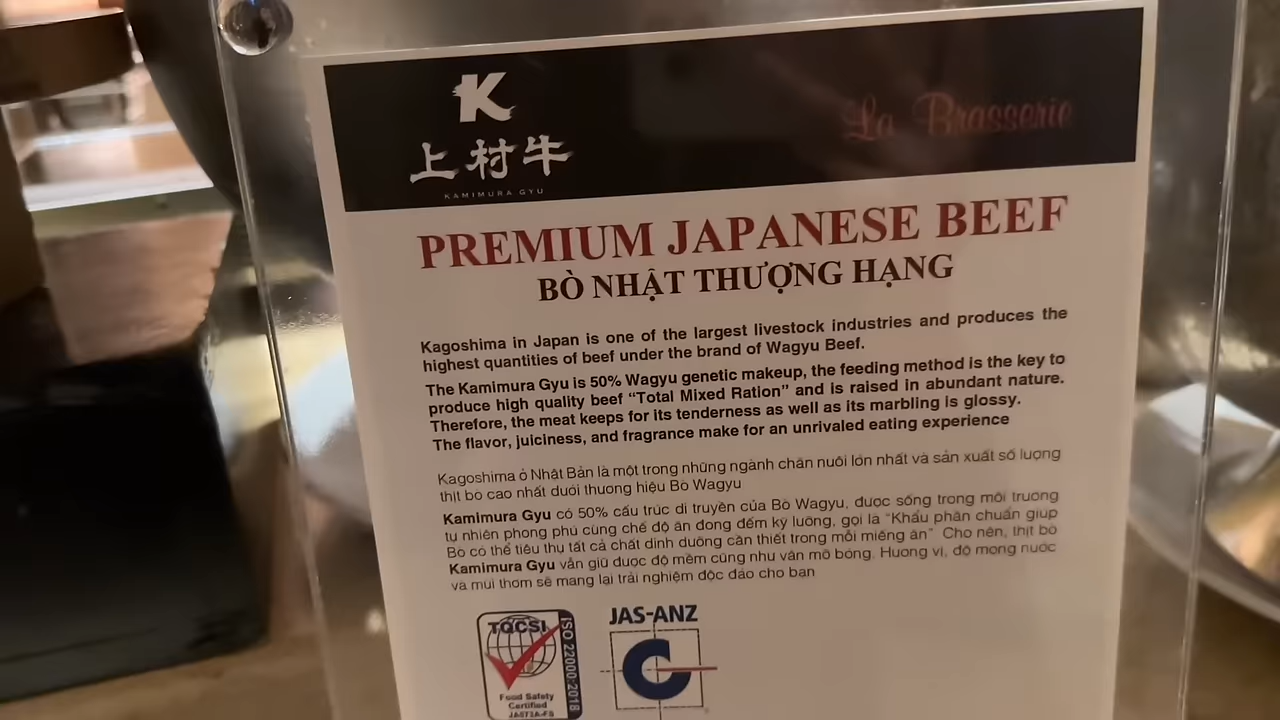 K
上村牛
KAMIMURA GYU
La Brasserie
PREMIUM JAPANESE BEEF
BÒ NHẬT THƯỢNG HẠNG
Kagoshima in Japan is one of the largest livestock industries and produces the
highest quantities of beef under the brand of Wagyu Beef.
The Kamimura Gyu is 50% Wagyu genetic makeup, the feeding method is the key to
produce high quality beef “Total Mixed Ration” and is raised in abundant nature.
Therefore, the meat keeps for its tenderness as well as its marbling is glossy.
The flavor, juiciness, and fragrance make for an unrivaled eating experience
Kagoshima ở Nhật Bản là một trong những ngành chăn nuôi lớn nhất và sản xuất số lượng
thịt bò cao nhất dưới thương hiệu Bò Wagyu
Kamimura Gyu có 50% cấu trúc di truyền của Bò Wagyu, được sống trong môi trường
tự nhiên phong phú cùng chế độ ăn đong đếm kỹ lưỡng, gọi là “Khẩu phần chuẩn giúp
Bò có thể tiêu thụ tất cả chất dinh dưỡng cần thiết trong mỗi miếng ăn” Cho nên, thịt bò
Kamimura Gyu vẫn giữ được độ mềm cũng như vân mỡ bóng. Hương vị, độ mọng nước
và mùi thơm sẽ mang lại trải nghiệm độc đáo cho bạn
TQCSI
ISO 22000:2018
Food Safety
Certified
JAS-ANZ